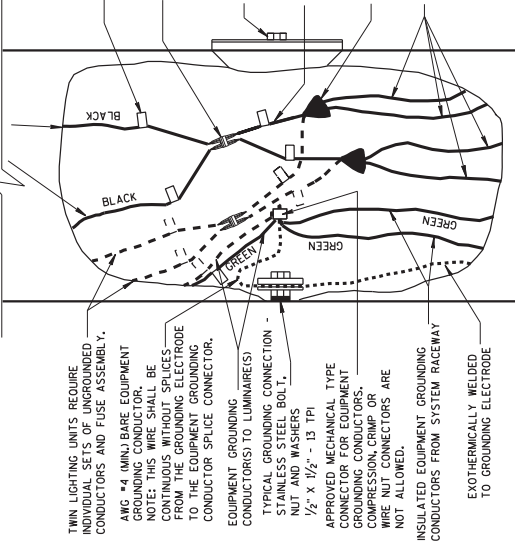 TWIN LIGHTING UNITS REQUIRE
INDIVIDUAL SETS OF UNGROUNDED
CONDUCTORS AND FUSE ASSEMBLY.
AWG #4 (MIN.) BARE EQUIPMENT
GROUNDING CONDUCTOR.
NOTE: THIS WIRE SHALL BE
CONTINUOUS WITHOUT SPLICES
FROM THE GROUNDING ELECTRODE
TO THE EQUIPMENT GROUNDING
CONDUCTOR SPLICE CONNECTOR.
EQUIPMENT GROUNDING
CONDUCTOR(S) TO LUMINAIRE(S)
TYPICAL GROUNDING CONNECTION -
STAINLESS STEEL BOLT,
NUT AND WASHERS
1/2" X 1 1/2" - 13 TPI
APPROVED MECHANICAL TYPE
CONNECTOR FOR EQUIPMENT
GROUNDING CONDUCTORS.
COMPRESSION, CRIMP OR
WIRE NUT CONNECTORS ARE
NOT ALLOWED.
INSULATED EQUIPMENT GROUNDING
CONDUCTORS FROM SYSTEM RACEWAY
EXOTHERMICALLY WELDED
TO GROUNDING ELECTRODE
BLACK
BLACK
GREEN
GREEN
GREEN